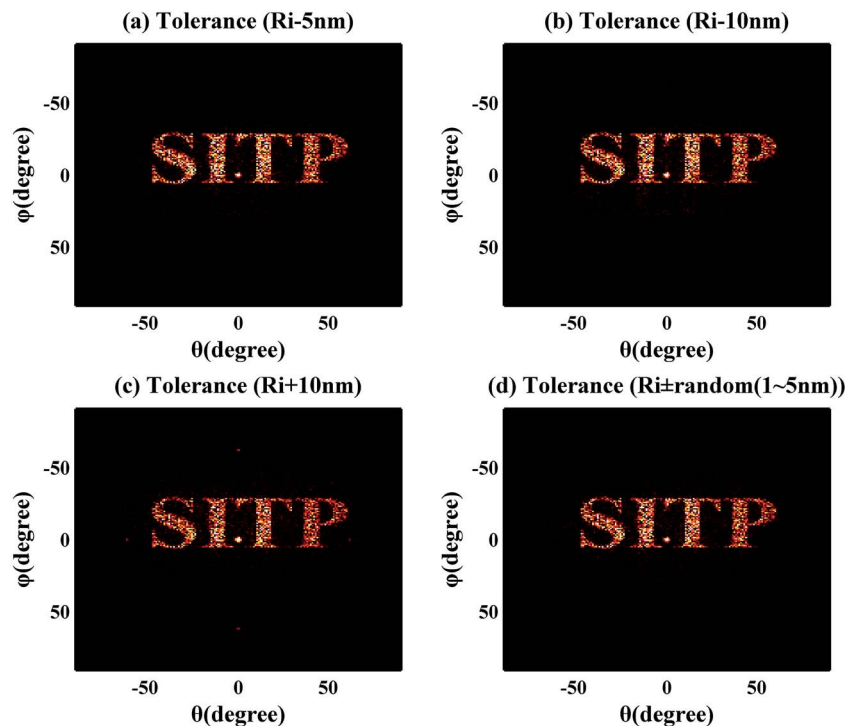 (a) Tolerance (Ri-5nm)
-50
0
50
φ(degree)
SITP
-50 0 50
θ(degree)
(b) Tolerance (Ri-10nm)
-50
0
50
φ(degree)
SITP
-50 0 50
θ(degree)
(c) Tolerance (Ri+10nm)
-50
0
50
φ(degree)
SITP
-50 0 50
θ(degree)
(d) Tolerance (Ri±random(1~5nm))
-50
0
50
φ(degree)
SITP
-50 0 50
θ(degree)